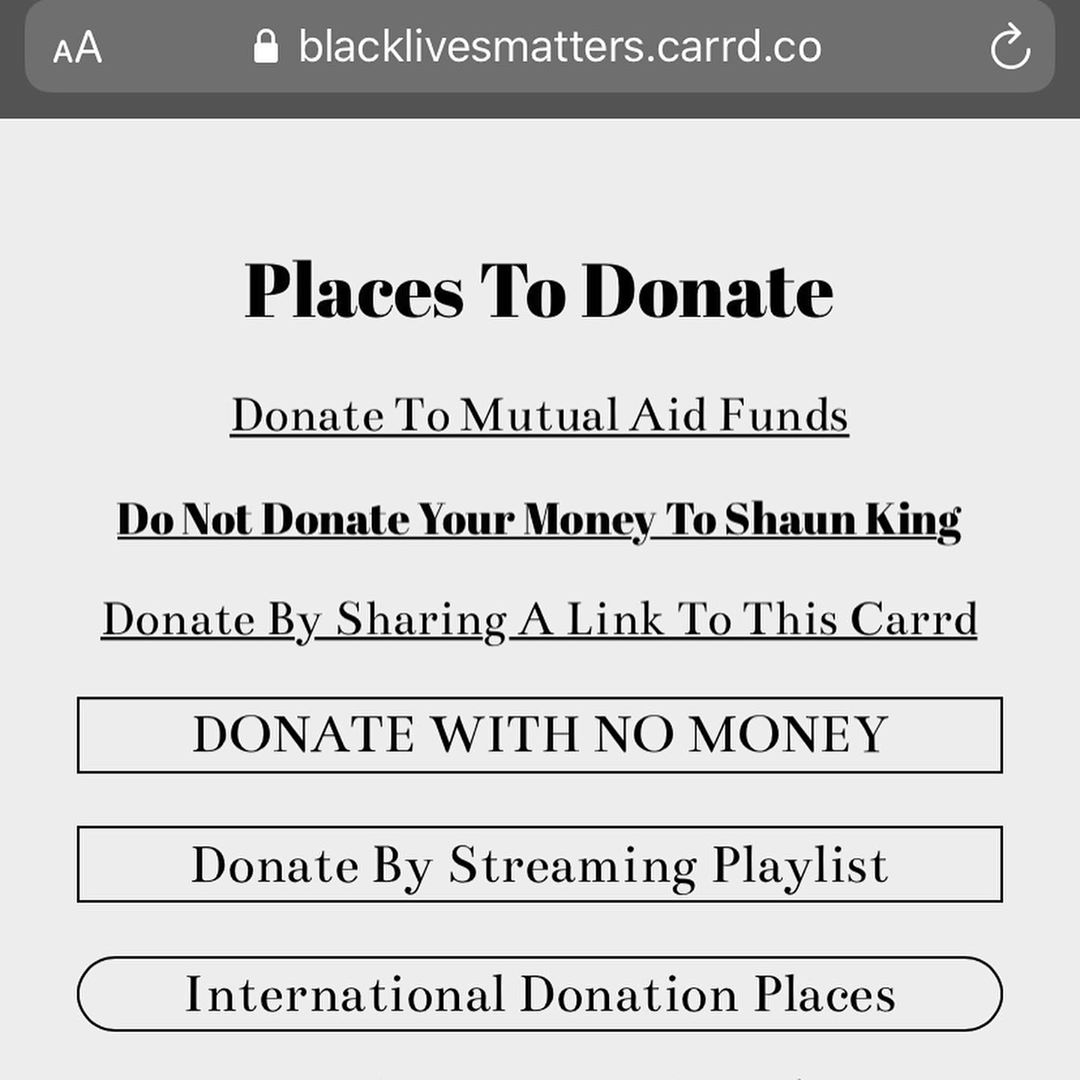 AA blacklivesmatters.carrd.co
Places To Donate
Donate To Mutual Aid Funds
Do Not Donate Your Money To Shaun King
Donate By Sharing A Link To This Carrd
DONATE WITH NO MONEY
Donate By Streaming Playlist
International Donation Places